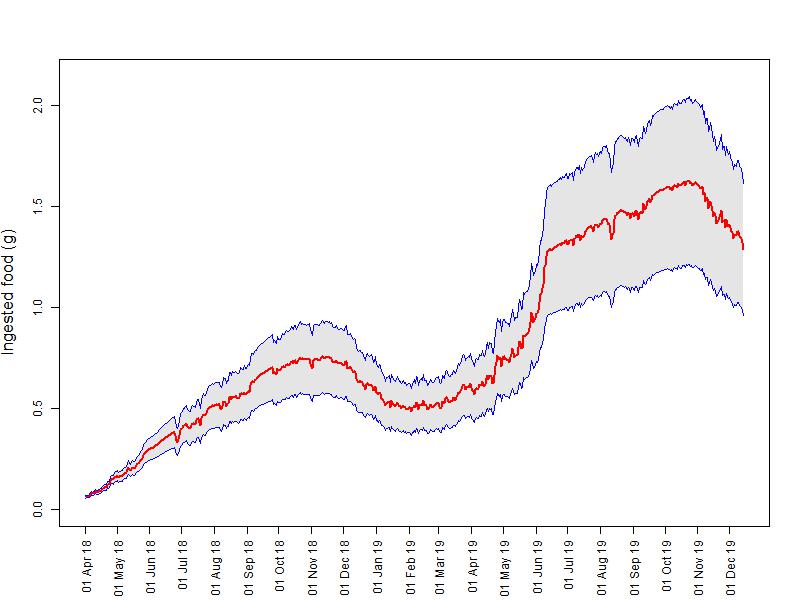 Ingested food (g)
2.0
1.5
1.0
0.5
0.0
01 Apr 18
01 May 18
01 Jun 18
01 Jul 18
01 Aug 18
01 Sep 18
01 Oct 18
01 Nov 18
01 Dec 18
01 Jan 19
01 Feb 19
01 Mar 19
01 Apr 19
01 May 19
01 Jun 19
01 Jul 19
01 Aug 19
01 Sep 19
01 Oct 19
01 Nov 19
01 Dec 19